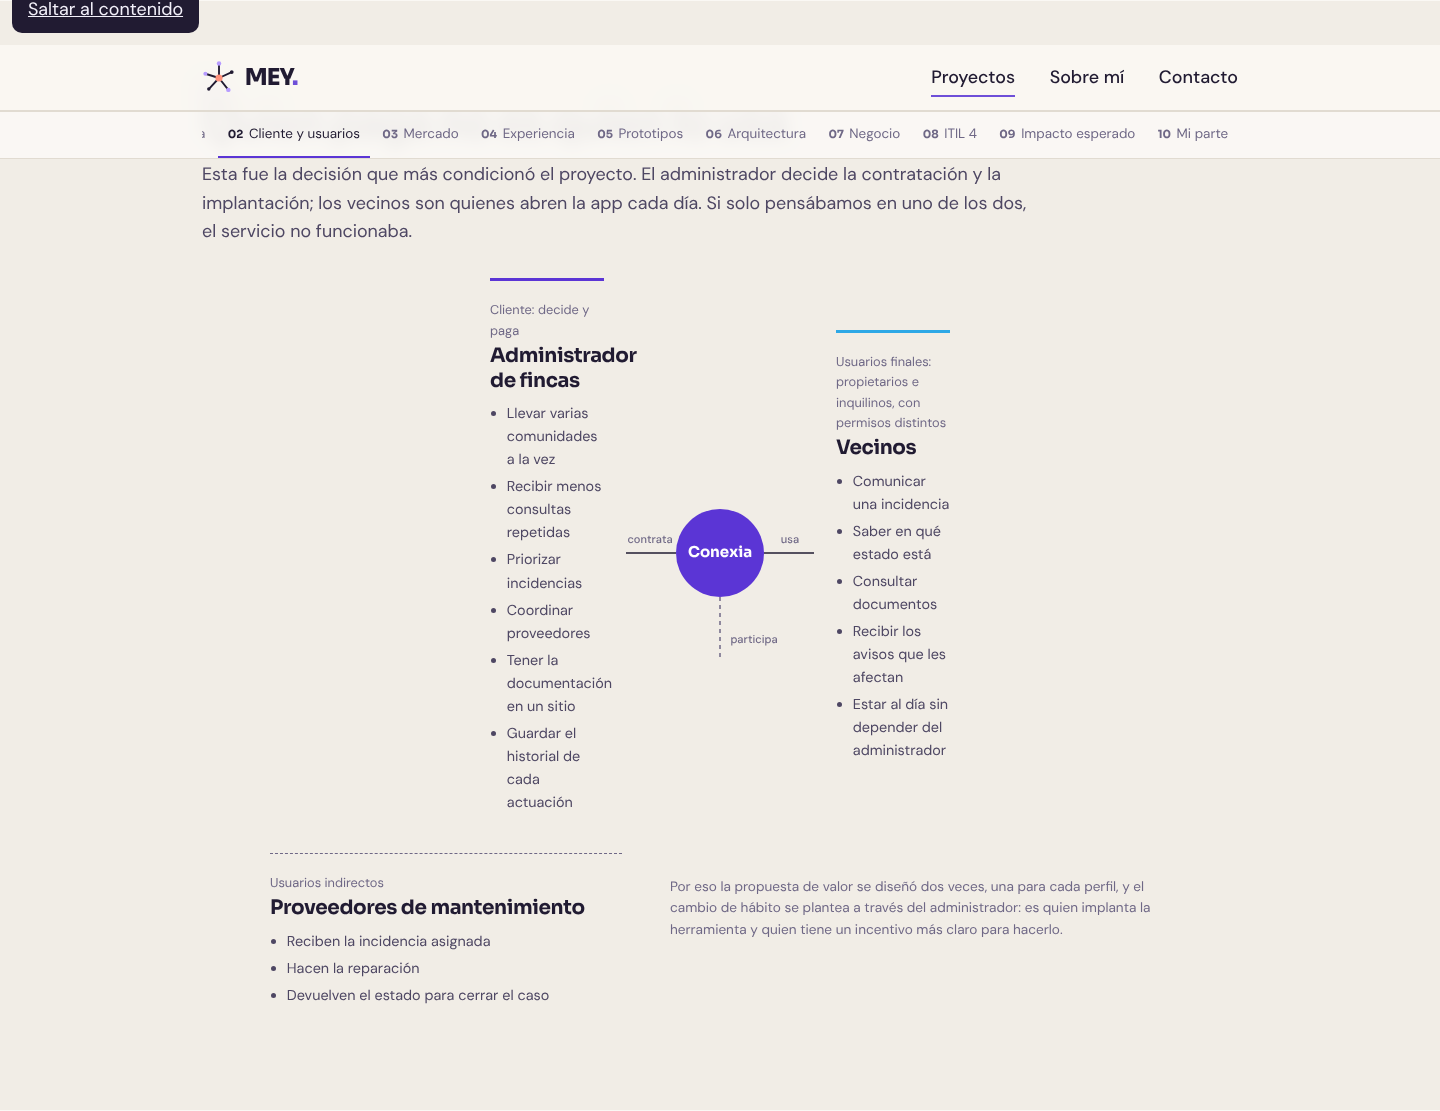 Saltar al contenido
MEY.
Proyectos Sobre mí Contacto
a 02 Cliente y usuarios 03 Mercado 04 Experiencia 05 Prototipos 06 Arquitectura 07 Negocio 08 ITIL 4 09 Impacto esperado 10 Mi parte
Esta fue la decisión que más condicionó el proyecto. El administrador decide la contratación y la
implantación; los vecinos son quienes abren la app cada día. Si solo pensábamos en uno de los dos,
el servicio no funcionaba.
Cliente: decide y
paga
Administrador
de fincas
Llevar varias
comunidades
a la vez
Recibir menos
consultas
repetidas
Priorizar
incidencias
Coordinar
proveedores
Tener la
documentación
en un sitio
Guardar el
historial de
cada
actuación
contrata
Conexia
usa
participa
Usuarios finales:
propietarios e
inquilinos, con
permisos distintos
Vecinos
Comunicar
una incidencia
Saber en qué
estado está
Consultar
documentos
Recibir los
avisos que les
afectan
Estar al día sin
depender del
administrador
Usuarios indirectos
Proveedores de mantenimiento
Reciben la incidencia asignada
Hacen la reparación
Devuelven el estado para cerrar el caso
Por eso la propuesta de valor se diseñó dos veces, una para cada perfil, y el
cambio de hábito se plantea a través del administrador: es quien implanta la
herramienta y quien tiene un incentivo más claro para hacerlo.